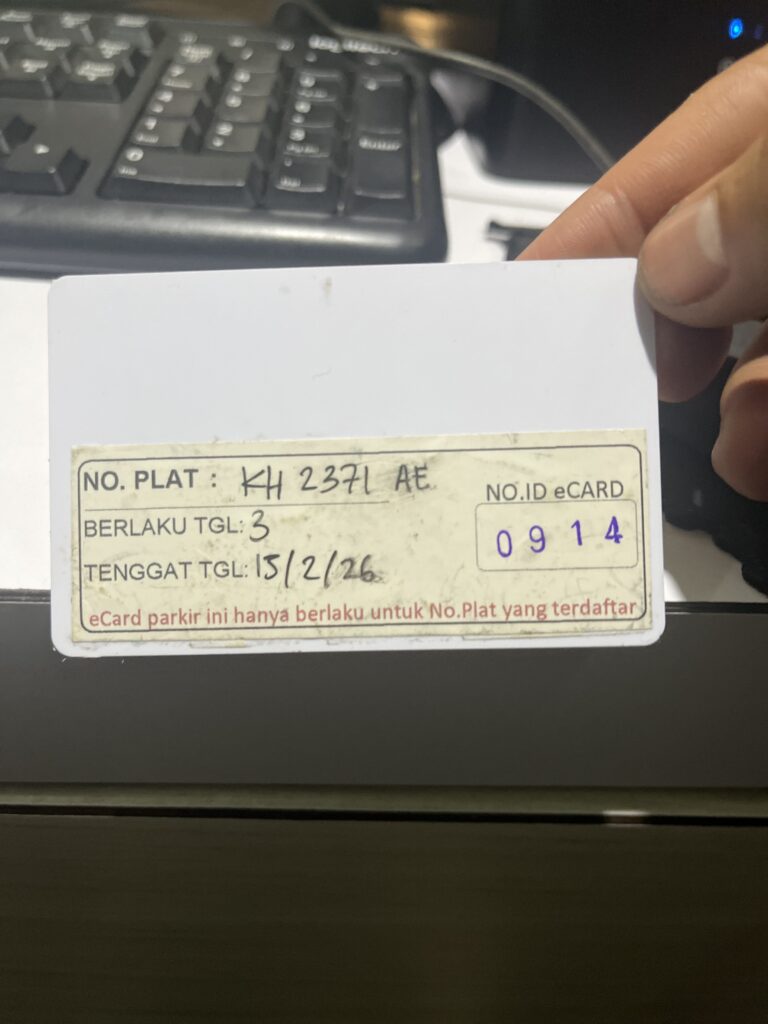 NO. PLAT : KH 2371 AE
NO.ID eCARD
BERLAKU TGL: 3
0914
TENGGAT TGL: 15/2/26
eCard parkir ini hanya berlaku untuk No.Plat yang terdaftar